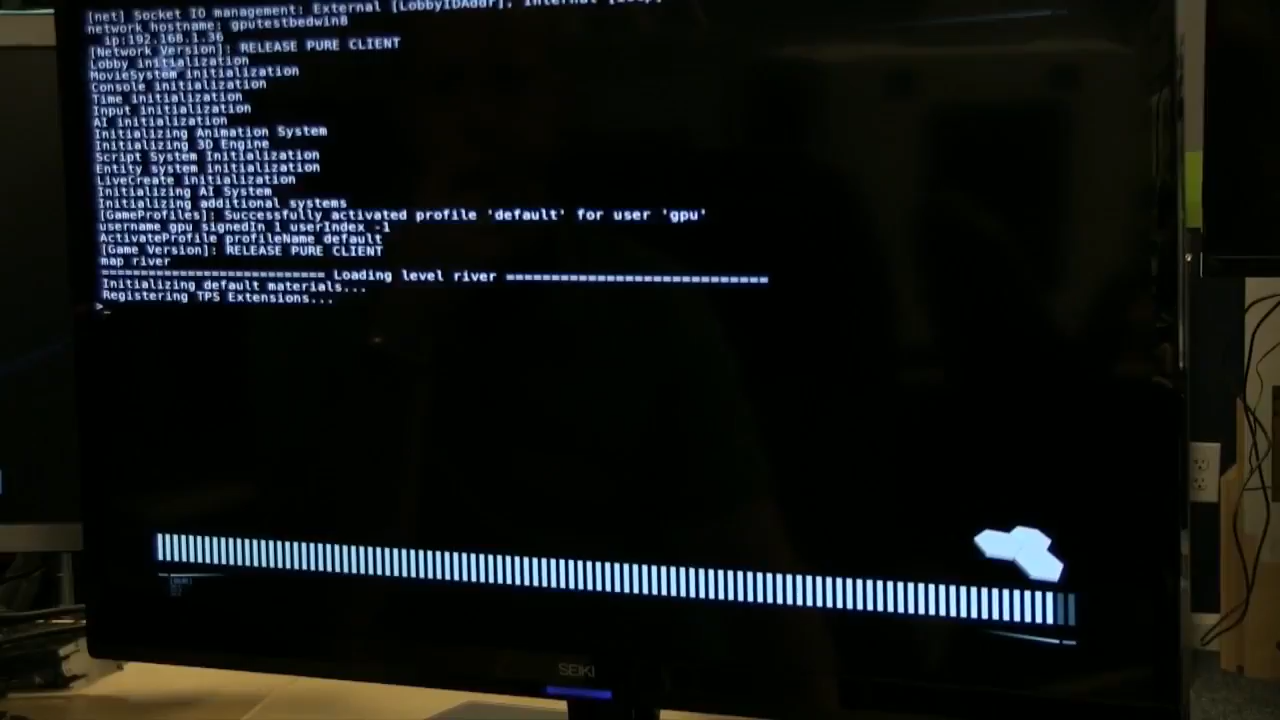 [net] Socket IO management: External [LobbyIDAddr], Internal
network hostname: gputestbedwin8
ip:192.168.1.36
[Network Version]: RELEASE PURE CLIENT
Lobby initialization
MovieSystem initialization
Console initialization
Time initialization
Input initialization
AI initialization
Initializing Animation System
Initializing 3D Engine
Script System Initialization
Entity system initialization
LiveCreate initialization
Initializing AI System
Initializing additional systems
[GameProfiles]: Successfully activated profile 'default' for user 'gpu'
username gpu signedIn 1 userIndex -1
ActivateProfile profileName default
[Game Version]: RELEASE PURE CLIENT
map river
=========================== Loading level river ===========================
Initializing default materials...
Registering TPS Extensions...
>_
SEIKI